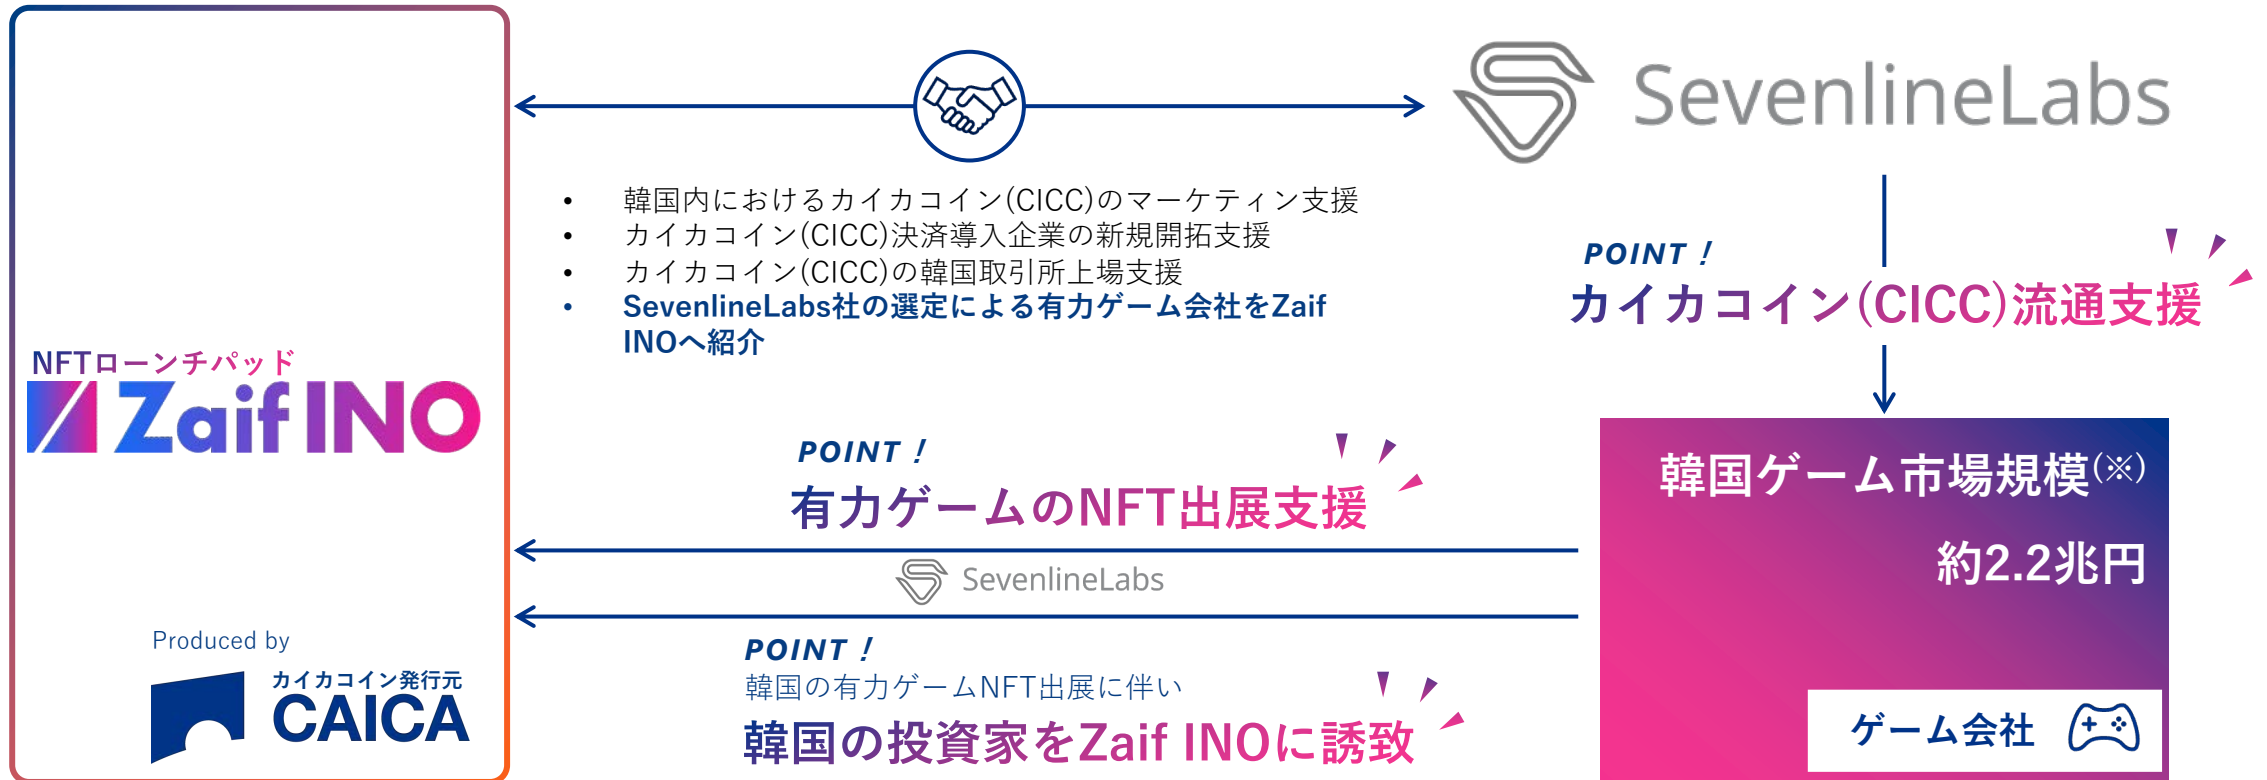 NFTローンチパッド
Zaif INO
Produced by
カイカコイン発行元
CAICA
SevenlineLabs
• 韓国内におけるカイカコイン(CICC)のマーケティン支援
• カイカコイン(CICC)決済導入企業の新規開拓支援
• カイカコイン(CICC)の韓国取引所上場支援
• SevenlineLabs社の選定による有力ゲーム会社をZaif
INOへ紹介
POINT！
カイカコイン(CICC)流通支援
POINT！
有力ゲームのNFT出展支援
SevenlineLabs
POINT！
韓国の有力ゲームNFT出展に伴い
韓国の投資家をZaif INOに誘致
韓国ゲーム市場規模(※)
約2.2兆円
ゲーム会社